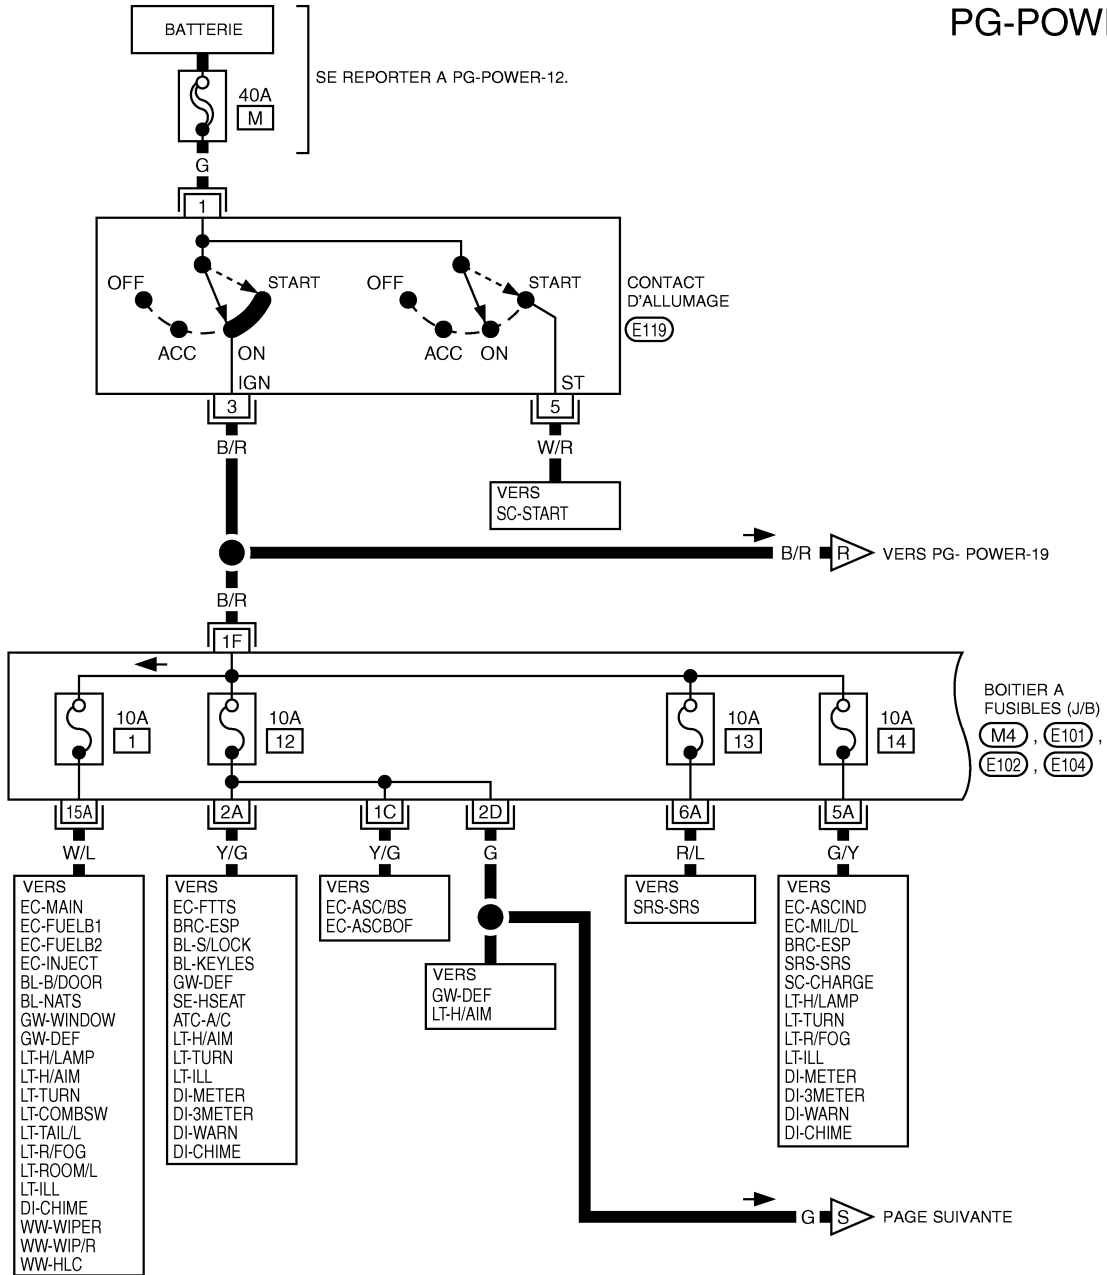 PG-POWE
BATTERIE
SE REPORTER A PG-POWER-12.
40A
M
G
1
OFF
START
ACC
ON
IGN
OFF
START
ACC
ON
ST
CONTACT
D'ALLUMAGE
E119
3
5
B/R
W/R
VERS
SC-START
B/R
R
VERS PG- POWER-19
B/R
1F
10A
1
10A
12
10A
13
10A
14
BOITIER A
FUSIBLES (J/B)
M4 , E101 ,
E102 , E104
15A
2A
1C
2D
6A
5A
W/L
Y/G
Y/G
G
R/L
G/Y
VERS
EC-MAIN
EC-FUELB1
EC-FUELB2
EC-INJECT
BL-B/DOOR
BL-NATS
GW-WINDOW
GW-DEF
LT-H/LAMP
LT-H/AIM
LT-TURN
LT-COMBSW
LT-TAIL/L
LT-R/FOG
LT-ROOM/L
LT-ILL
DI-CHIME
WW-WIPER
WW-WIP/R
WW-HLC
VERS
EC-FTTS
BRC-ESP
BL-S/LOCK
BL-KEYLES
GW-DEF
SE-HSEAT
ATC-A/C
LT-H/AIM
LT-TURN
LT-ILL
DI-METER
DI-3METER
DI-WARN
DI-CHIME
VERS
EC-ASC/BS
EC-ASCBOF
VERS
GW-DEF
LT-H/AIM
VERS
SRS-SRS
VERS
EC-ASCIND
EC-MIL/DL
BRC-ESP
SRS-SRS
SC-CHARGE
LT-H/LAMP
LT-TURN
LT-R/FOG
LT-ILL
DI-METER
DI-3METER
DI-WARN
DI-CHIME
G
S
PAGE SUIVANTE